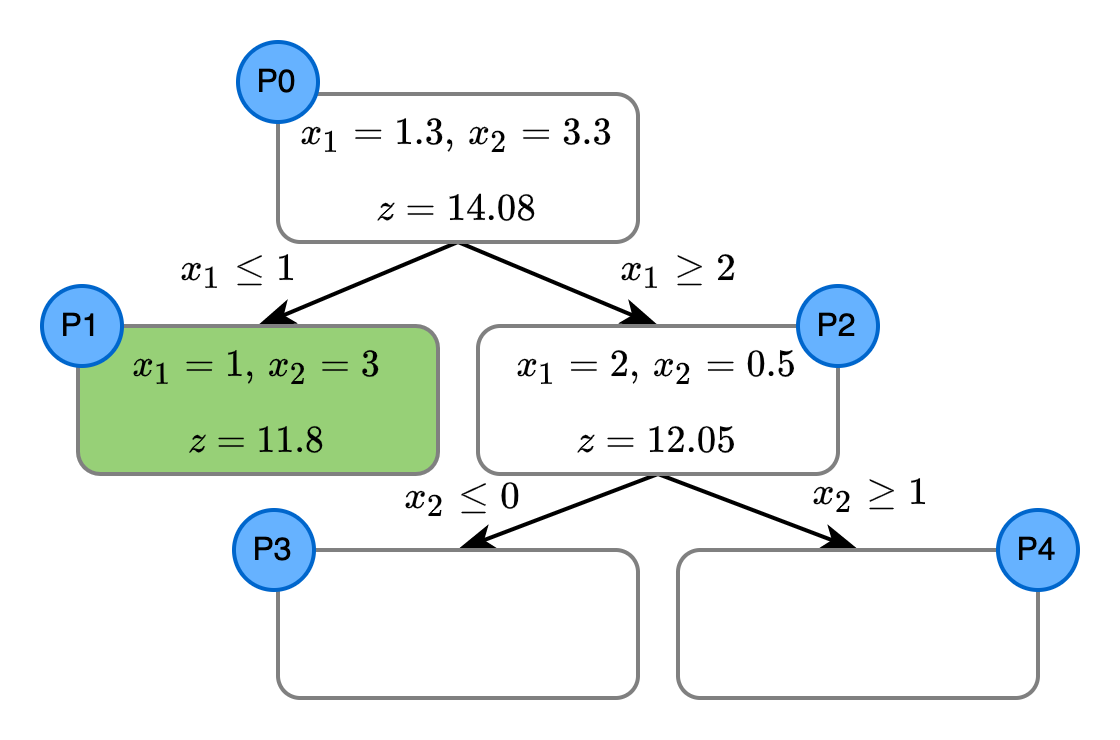 P0
x₁ = 1.3, x₂ = 3.3
z = 14.08
x₁ ≤ 1
x₁ ≥ 2
P1
x₁ = 1, x₂ = 3
z = 11.8
P2
x₁ = 2, x₂ = 0.5
z = 12.05
x₂ ≤ 0
x₂ ≥ 1
P3
P4